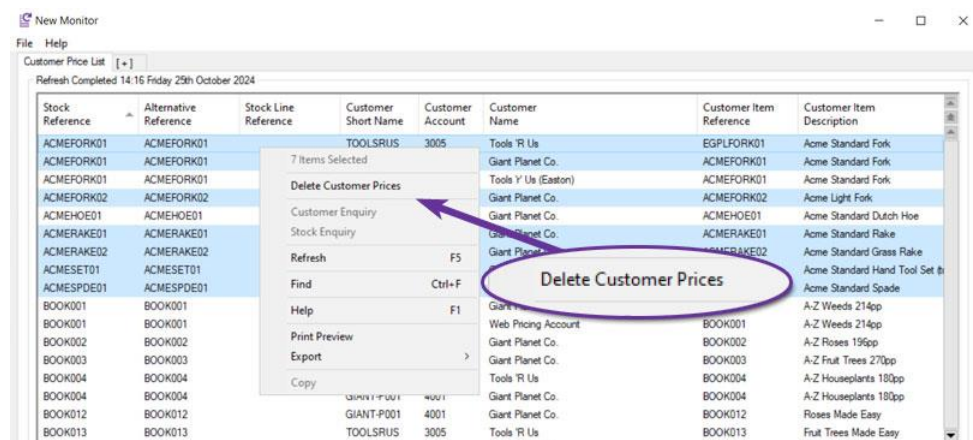 New Monitor
File Help
Customer Price List [+]
Refresh Completed 14:16 Friday 25th October 2024
Stock Reference Alternative Reference Stock Line Reference Customer Short Name Customer Account Customer Name Customer Item Reference Customer Item Description
ACMEFORK01 ACMEFORK01 TOOLSRUS 3005 Tools 'R Us EGPLFORK01 Acme Standard Fork
ACMEFORK01 ACMEFORK01 Giant Planet Co. ACMEFORK01 Acme Standard Fork
ACMEFORK01 ACMEFORK01 Tools 'r' Us (Easton) ACMEFORK01 Acme Standard Fork
ACMEFORK02 ACMEFORK02 Giant Planet Co. ACMEFORK02 Acme Light Fork
ACMEHOE01 ACMEHOE01 Giant Planet Co. ACMEHOE01 Acme Standard Dutch Hoe
ACMERAKE01 ACMERAKE01 Planet Co. ACMERAKE01 Acme Standard Rake
ACMERAKE02 ACMERAKE02 Giant Acme Standard Grass Rake
ACMESET01 ACMESET01 Acme Standard Hand Tool Set
ACMESPDE01 ACMESPDE01 Acme Standard Spade
BOOK001 BOOK001 A-Z Weeds 214pp
BOOK001 BOOK001 Web Pricing Account BOOK001 A-Z Weeds 214pp
BOOK002 BOOK002 Giant Planet Co. BOOK002 A-Z Roses 196pp
BOOK003 BOOK003 Giant Planet Co. BOOK003 A-Z Fruit Trees 270pp
BOOK004 BOOK004 Tools 'R Us BOOK004 A-Z Houseplants 180pp
BOOK004 BOOK004 GIANT-P001 4001 Giant Planet Co. BOOK004 A-Z Houseplants 180pp
BOOK012 BOOK012 GIANT-P001 4001 Giant Planet Co. BOOK012 Roses Made Easy
BOOK013 BOOK013 TOOLSRUS 3005 Tools 'R Us BOOK013 Fruit Trees Made Easy
7 Items Selected
Delete Customer Prices
Customer Enquiry
Stock Enquiry
Refresh F5
Find Ctrl+F
Help F1
Print Preview
Export
Copy
Delete Customer Prices